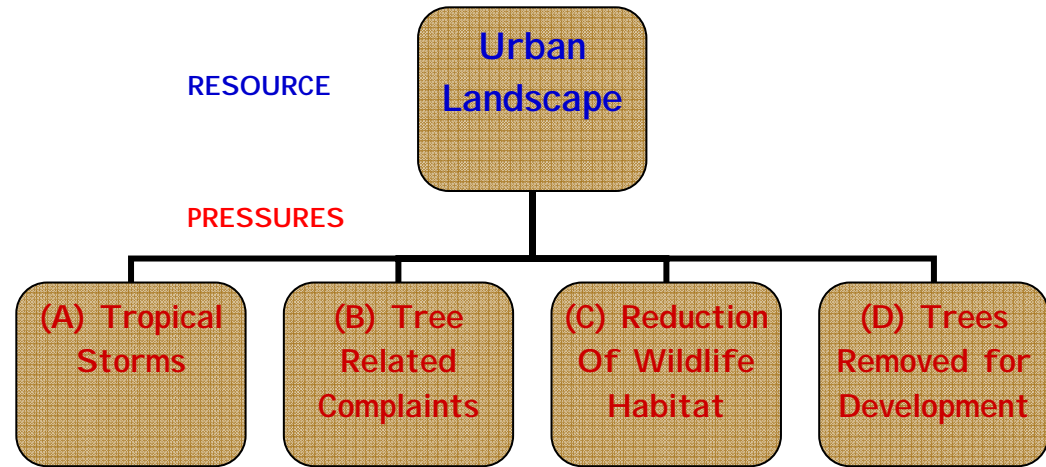 Urban
Landscape
RESOURCE
PRESSURES
(A) Tropical
Storms
(B) Tree
Related
Complaints
(C) Reduction
Of Wildlife
Habitat
(D) Trees
Removed for
Development